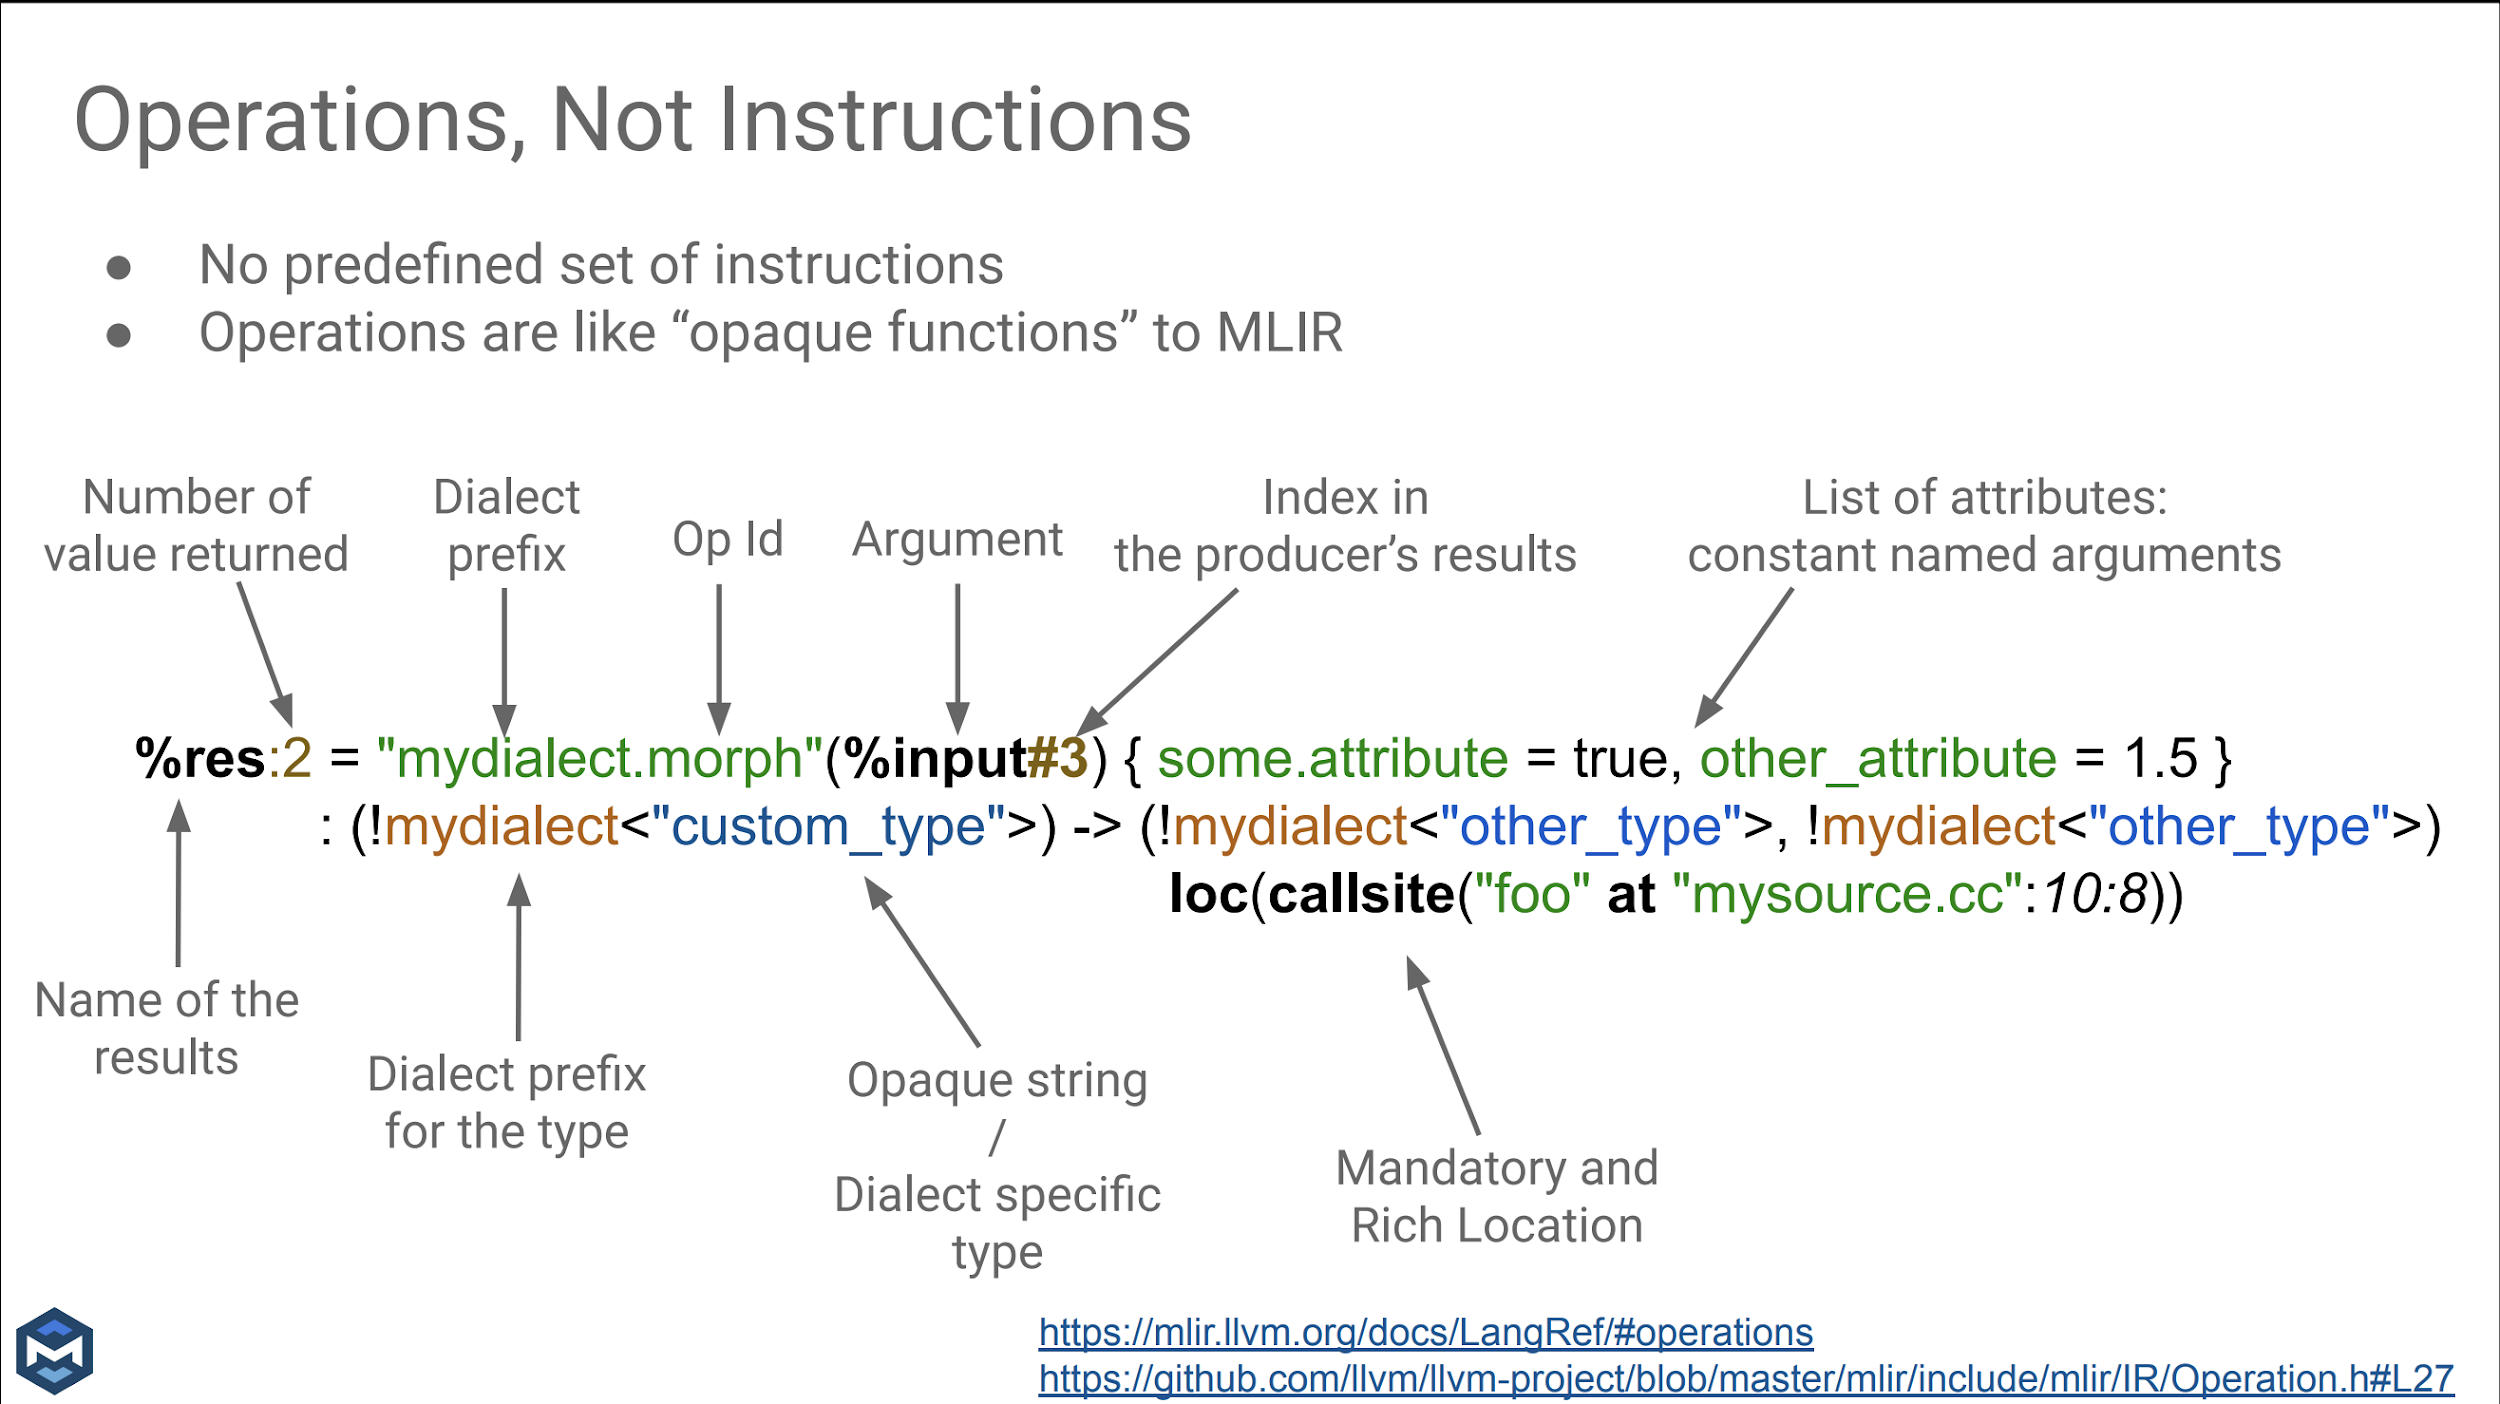 Operations, Not Instructions
● No predefined set of instructions
● Operations are like “opaque functions” to MLIR
Number of
value returned
Dialect
prefix
Op Id
Argument
Index in
the producer’s results
List of attributes:
constant named arguments
%res:2 = "mydialect.morph"(%input#3) { some.attribute = true, other_attribute = 1.5 }
: (!mydialect<"custom_type">) -> (!mydialect<"other_type">, !mydialect<"other_type">)
loc(callsite("foo" at "mysource.cc":10:8))
Name of the
results
Dialect prefix
for the type
Opaque string
/
Dialect specific
type
Mandatory and
Rich Location
https://mlir.llvm.org/docs/LangRef/#operations
https://github.com/llvm/llvm-project/blob/master/mlir/include/mlir/IR/Operation.h#L27